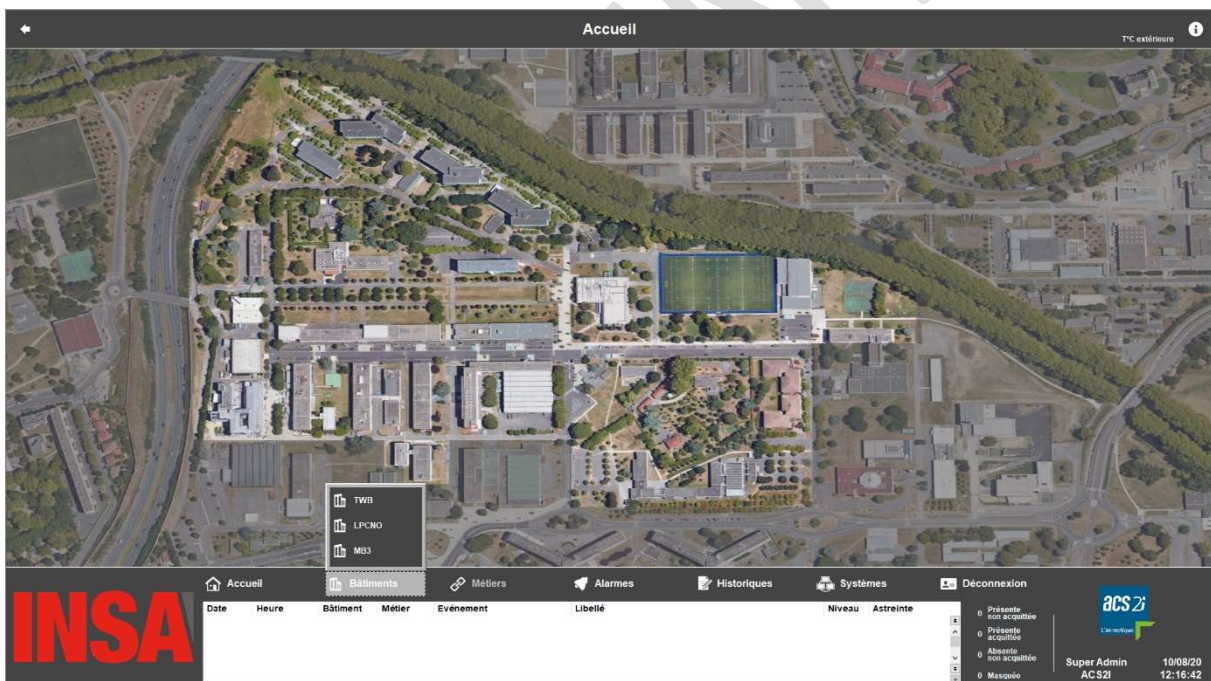 Accueil
T°C extérieure
TWB
LPCNO
MB3
Accueil Bâtiments Métiers Alarmes Historiques Systèmes Déconnexion
Date Heure Bâtiment Métier Evénement Libellé Niveau Astreinte
0 Présente non acquittée
0 Présente acquittée
0 Absente non acquittée
0 Masquée
INSA
acs2i
Super Admin 10/08/20
ACS2I 12:16:42